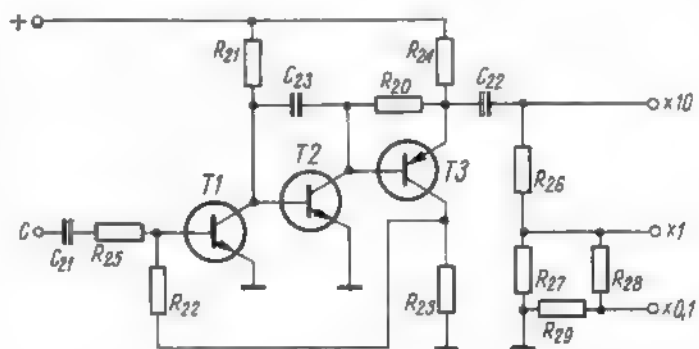 +
R21
R24
C23
R20
C22
×10
T2
T1
T3
R26
C
C21
R25
×1
R22
R23
R27
R28
×0,1
R29